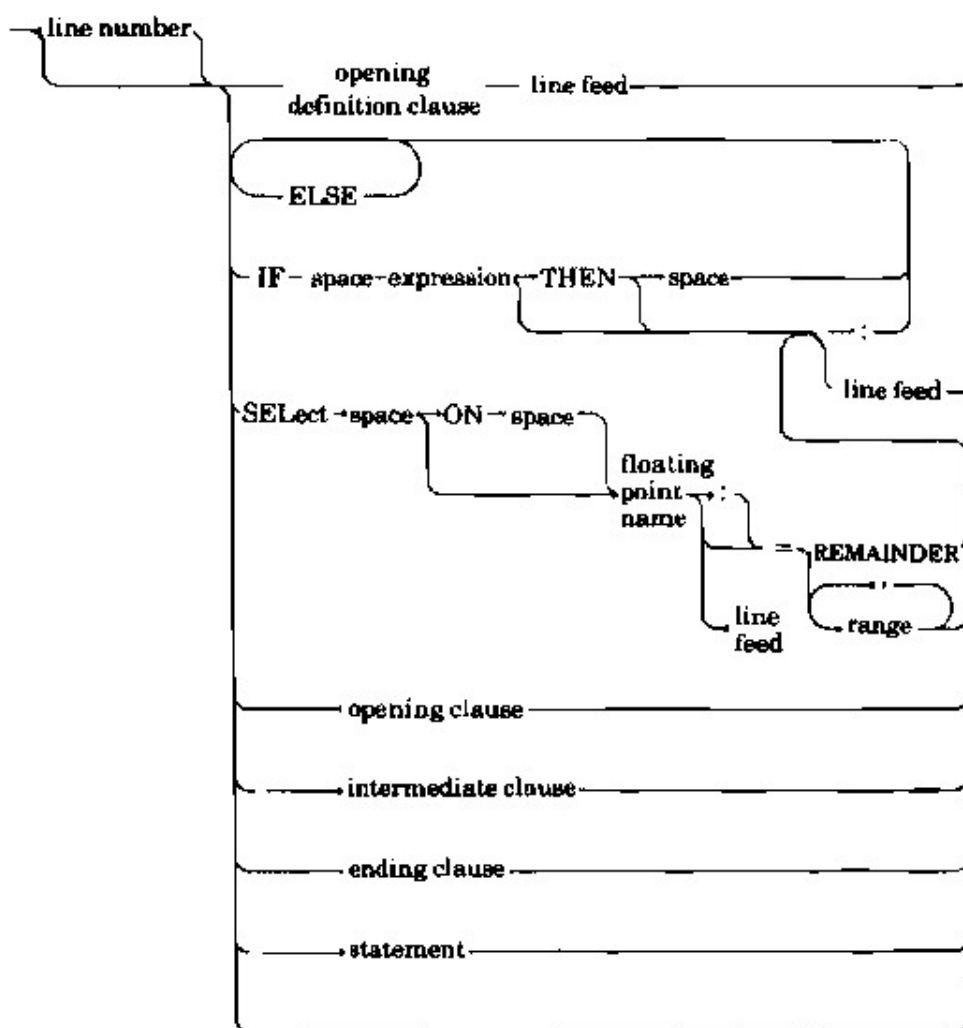 line number
opening
definition clause
line feed
ELSE
IF space expression THEN space
:
line feed
SELect space ON space
floating
point
name
:
= REMAINDER
,
range
line
feed
opening clause
intermediate clause
ending clause
statement